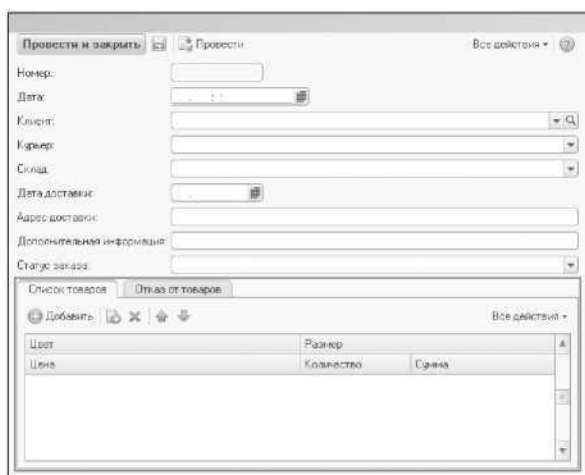 Провести и закрыть Провести Все действия
Номер:
Дата: . . : :
Клиент:
Курьер:
Склад:
Дата доставки: . .
Адрес доставки:
Дополнительная информация:
Статус заказа:
Список товаров Отказ от товаров
Добавить Все действия
Цвет Размер
Цена Количество Сумма